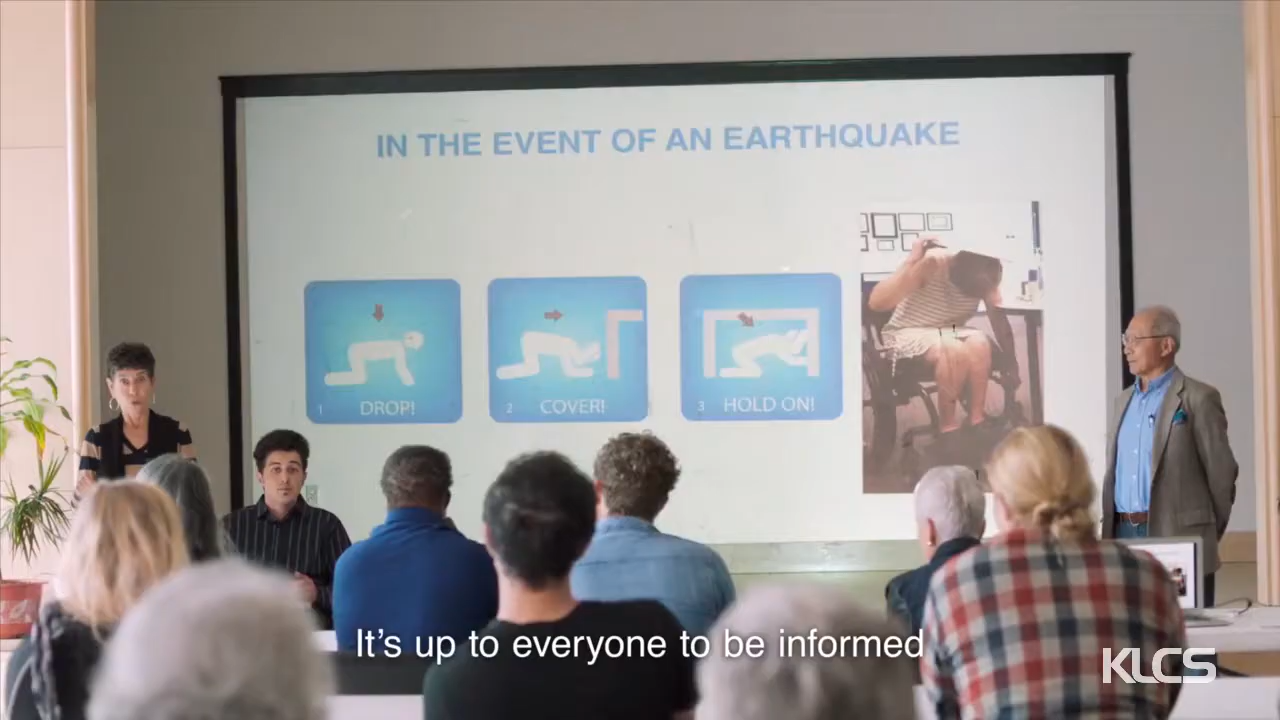 IN THE EVENT OF AN EARTHQUAKE
1 DROP!
2 COVER!
3 HOLD ON!
It's up to everyone to be informed
KLCS